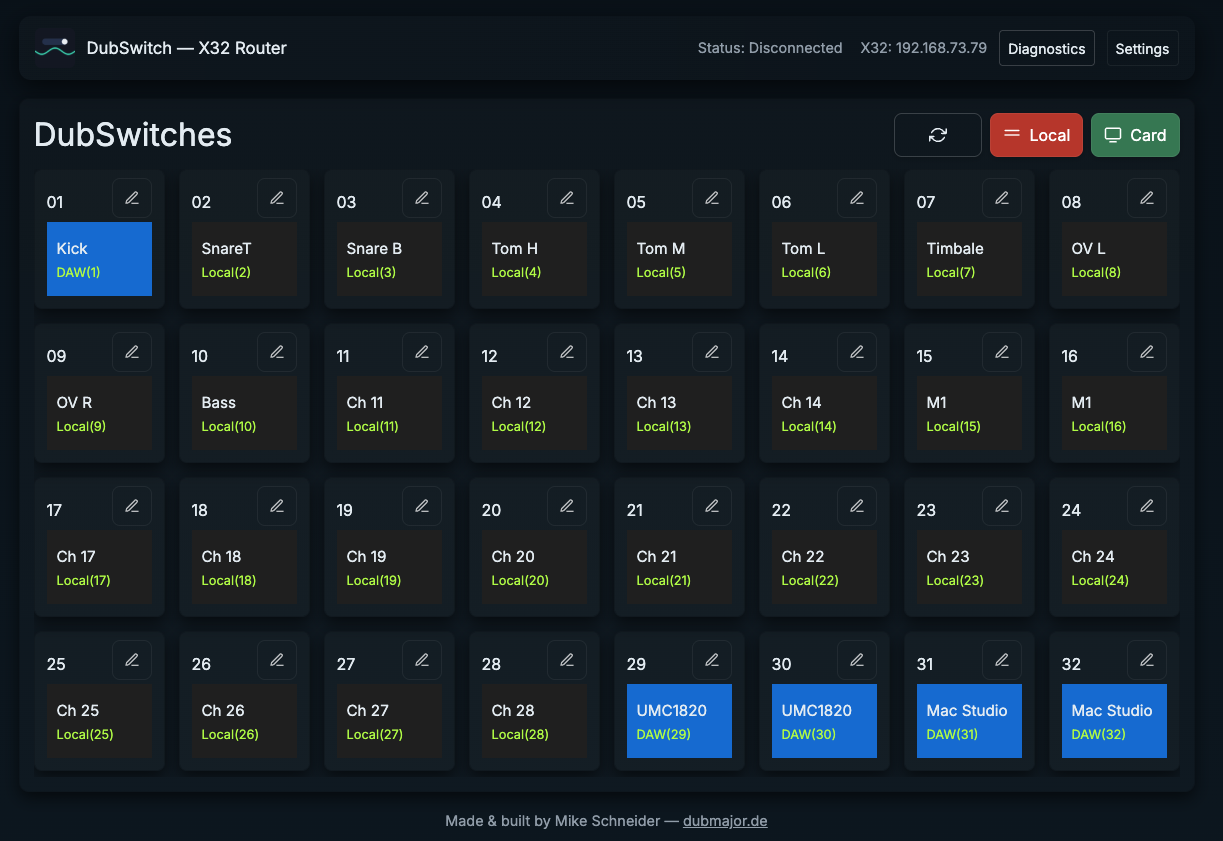 DubSwitch — X32 Router
Status: Disconnected X32: 192.168.73.79 Diagnostics Settings
DubSwitches
Local Card
01 02 03 04 05 06 07 08
Kick SnareT Snare B Tom H Tom M Tom L Timbale OV L
DAW(1) Local(2) Local(3) Local(4) Local(5) Local(6) Local(7) Local(8)
09 10 11 12 13 14 15 16
OV R Bass Ch 11 Ch 12 Ch 13 Ch 14 M1 M1
Local(9) Local(10) Local(11) Local(12) Local(13) Local(14) Local(15) Local(16)
17 18 19 20 21 22 23 24
Ch 17 Ch 18 Ch 19 Ch 20 Ch 21 Ch 22 Ch 23 Ch 24
Local(17) Local(18) Local(19) Local(20) Local(21) Local(22) Local(23) Local(24)
25 26 27 28 29 30 31 32
Ch 25 Ch 26 Ch 27 Ch 28 UMC1820 UMC1820 Mac Studio Mac Studio
Local(25) Local(26) Local(27) Local(28) DAW(29) DAW(30) DAW(31) DAW(32)
Made & built by Mike Schneider — dubmajor.de